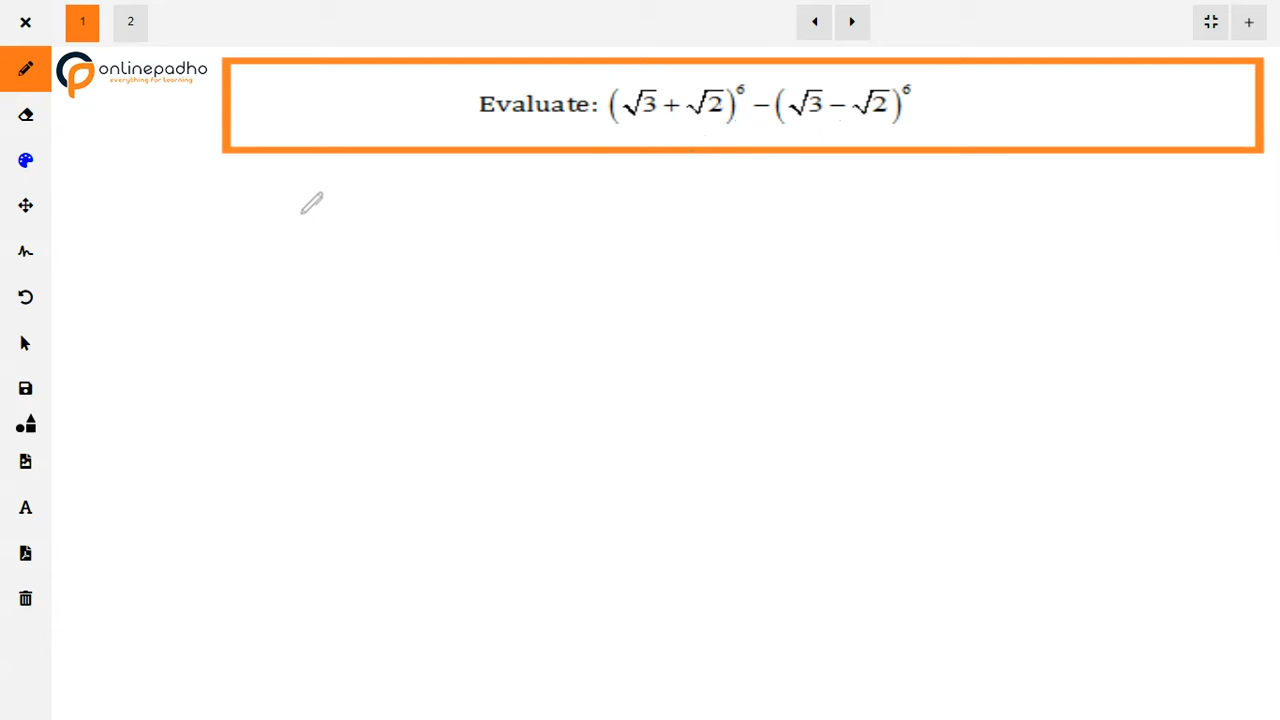 1 2
onlinepadho
everything for learning
Evaluate: (√3 + √2)⁶ − (√3 − √2)⁶
A